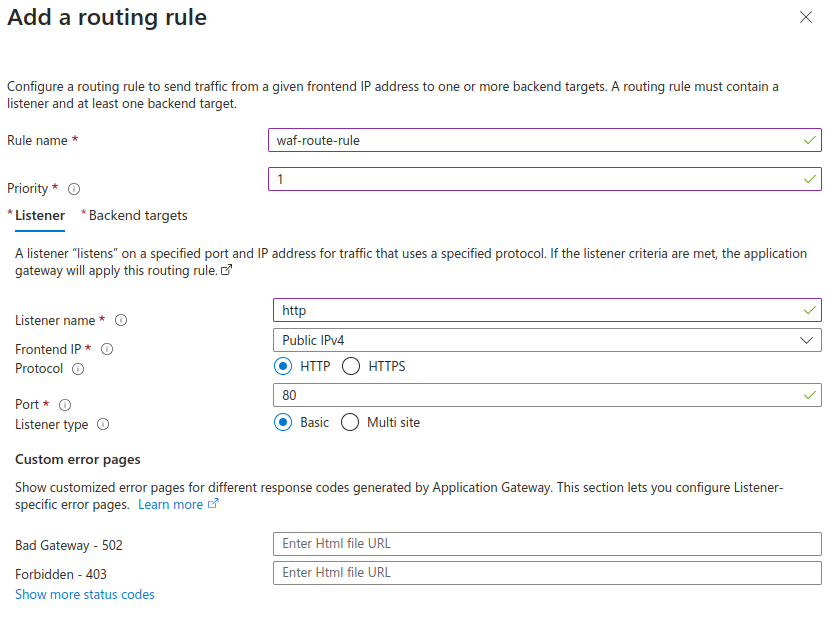 Add a routing rule
Configure a routing rule to send traffic from a given frontend IP address to one or more backend targets. A routing rule must contain a
listener and at least one backend target.
Rule name *
waf-route-rule
Priority *
1
* Listener * Backend targets
A listener “listens” on a specified port and IP address for traffic that uses a specified protocol. If the listener criteria are met, the application
gateway will apply this routing rule.
Listener name *
http
Frontend IP *
Public IPv4
Protocol
HTTP HTTPS
Port *
80
Listener type
Basic Multi site
Custom error pages
Show customized error pages for different response codes generated by Application Gateway. This section lets you configure Listener-
specific error pages. Learn more
Bad Gateway - 502
Enter Html file URL
Forbidden - 403
Enter Html file URL
Show more status codes